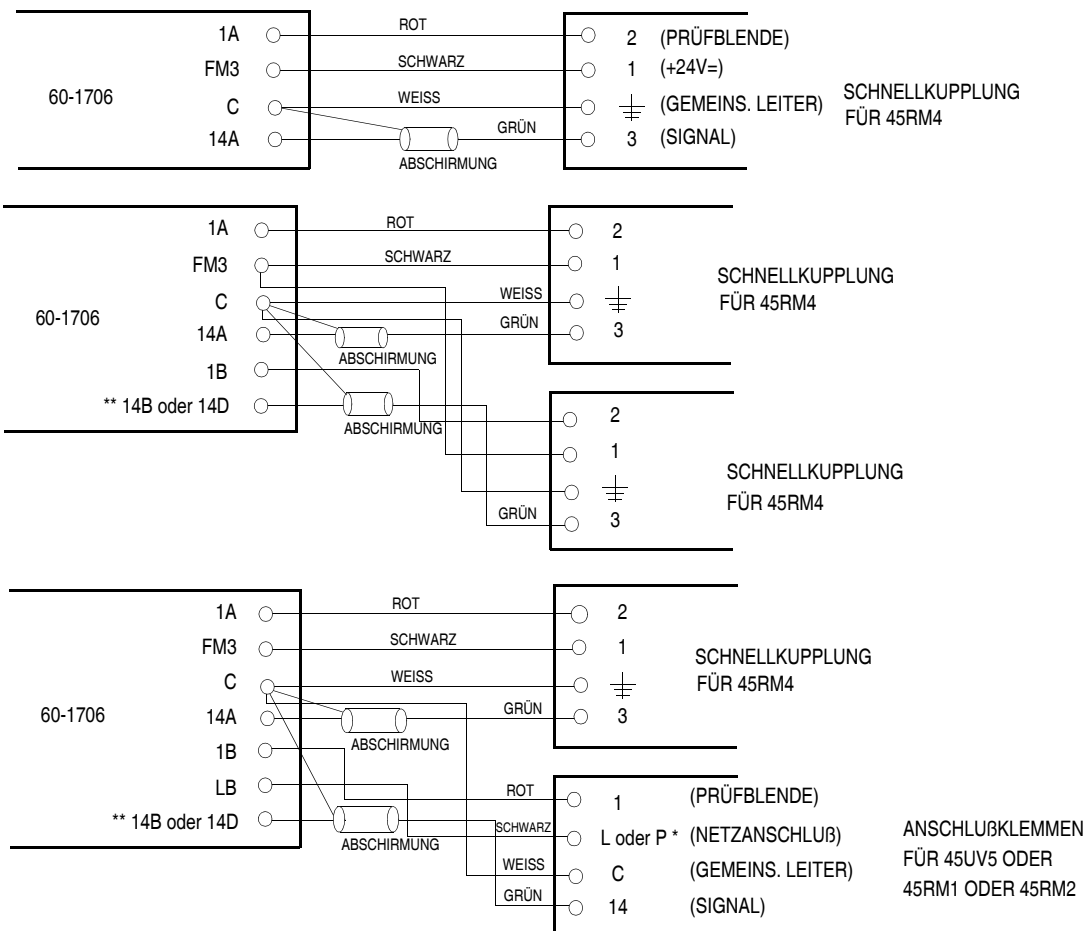 1A ROT 2 (PRÜFBLENDE)
FM3 SCHWARZ 1 (+24V=)
60-1706 C WEISS (GEMEINS. LEITER) SCHNELLKUPPLUNG
14A GRÜN 3 (SIGNAL) FÜR 45RM4
ABSCHIRMUNG
1A ROT 2
FM3 SCHWARZ 1 SCHNELLKUPPLUNG
C WEISS FÜR 45RM4
60-1706
14A GRÜN 3
ABSCHIRMUNG
1B
** 14B oder 14D 2
ABSCHIRMUNG
1
SCHNELLKUPPLUNG
FÜR 45RM4
GRÜN 3
1A ROT 2
FM3 SCHWARZ 1 SCHNELLKUPPLUNG
C WEISS FÜR 45RM4
60-1706 14A GRÜN 3
ABSCHIRMUNG
1B
LB
ROT 1 (PRÜFBLENDE)
** 14B oder 14D SCHWARZ L oder P * (NETZANSCHLUß) ANSCHLUßKLEMMEN
ABSCHIRMUNG
WEISS C (GEMEINS. LEITER) FÜR 45UV5 ODER
GRÜN 14 (SIGNAL) 45RM1 ODER 45RM2